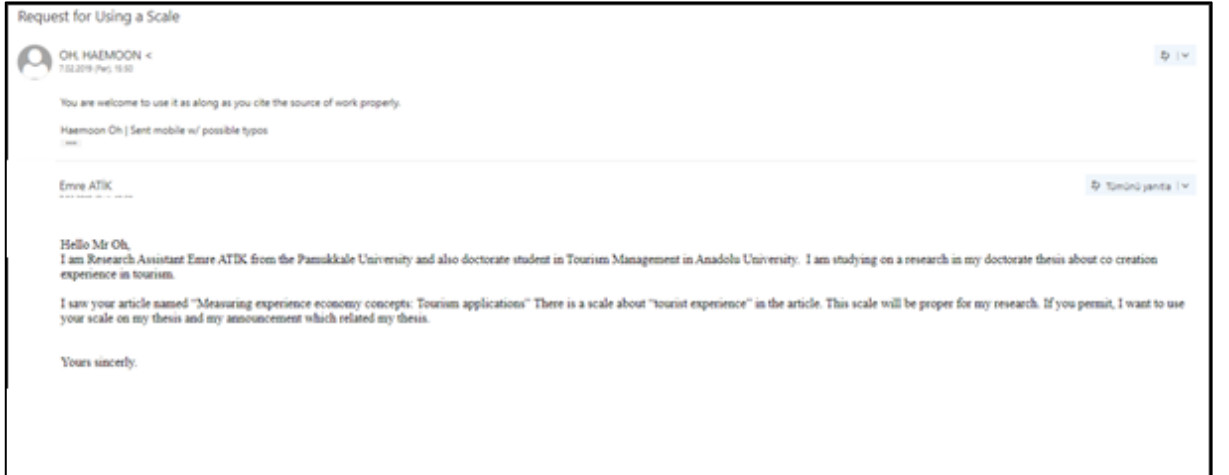 Request for Using a Scale
OH, HAEMOON <
7.02.2019 (Per), 15:50
You are welcome to use it as along as you cite the source of work properly.
Haemoon Oh | Sent mobile w/ possible typos
Emre ATİK
Tümünü yanıtla
Hello Mr Oh,
I am Research Assistant Emre ATİK from the Pamukkale University and also doctorate student in Tourism Management in Anadolu University. I am studying on a research in my doctorate thesis about co creation
experience in tourism.
I saw your article named "Measuring experience economy concepts: Tourism applications" There is a scale about "tourist experience" in the article. This scale will be proper for my research. If you permit, I want to use
your scale on my thesis and my announcement which related my thesis.
Yours sincerly.